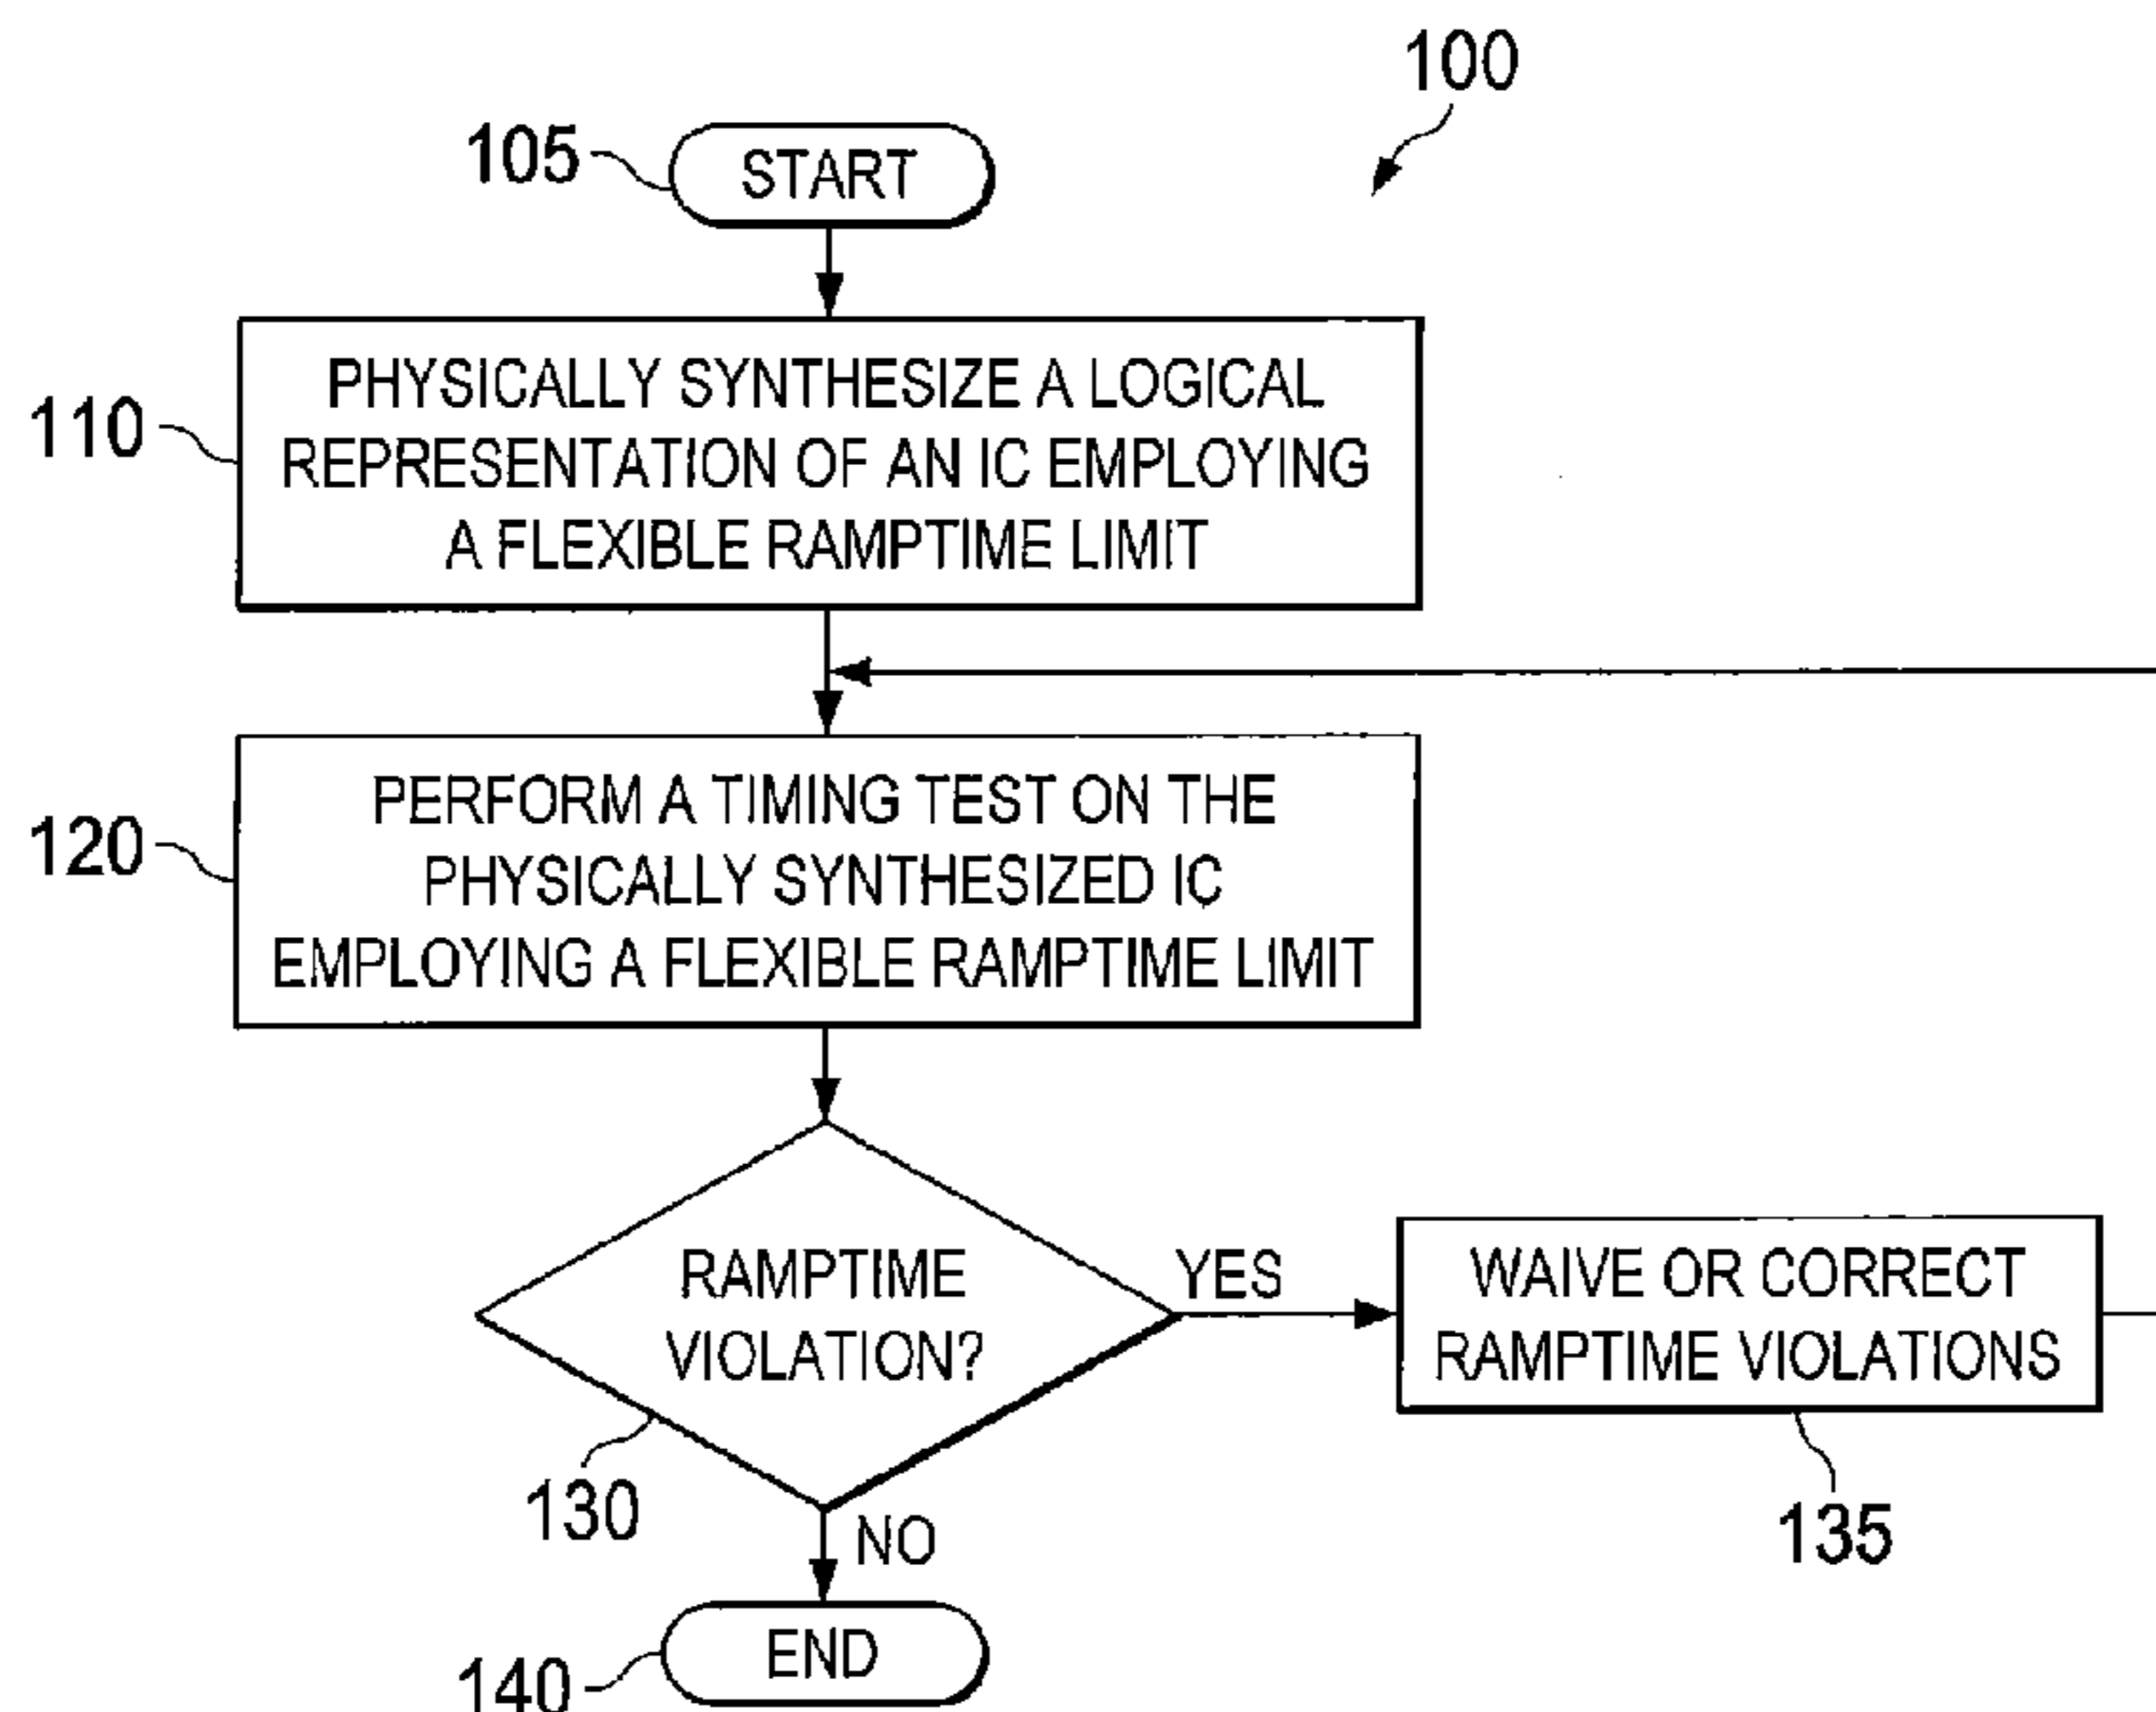 100
105
START
110
PHYSICALLY SYNTHESIZE A LOGICAL
REPRESENTATION OF AN IC EMPLOYING
A FLEXIBLE RAMPTIME LIMIT
120
PERFORM A TIMING TEST ON THE
PHYSICALLY SYNTHESIZED IC
EMPLOYING A FLEXIBLE RAMPTIME LIMIT
RAMPTIME
VIOLATION?
YES
WAIVE OR CORRECT
RAMPTIME VIOLATIONS
130
135
NO
END
140